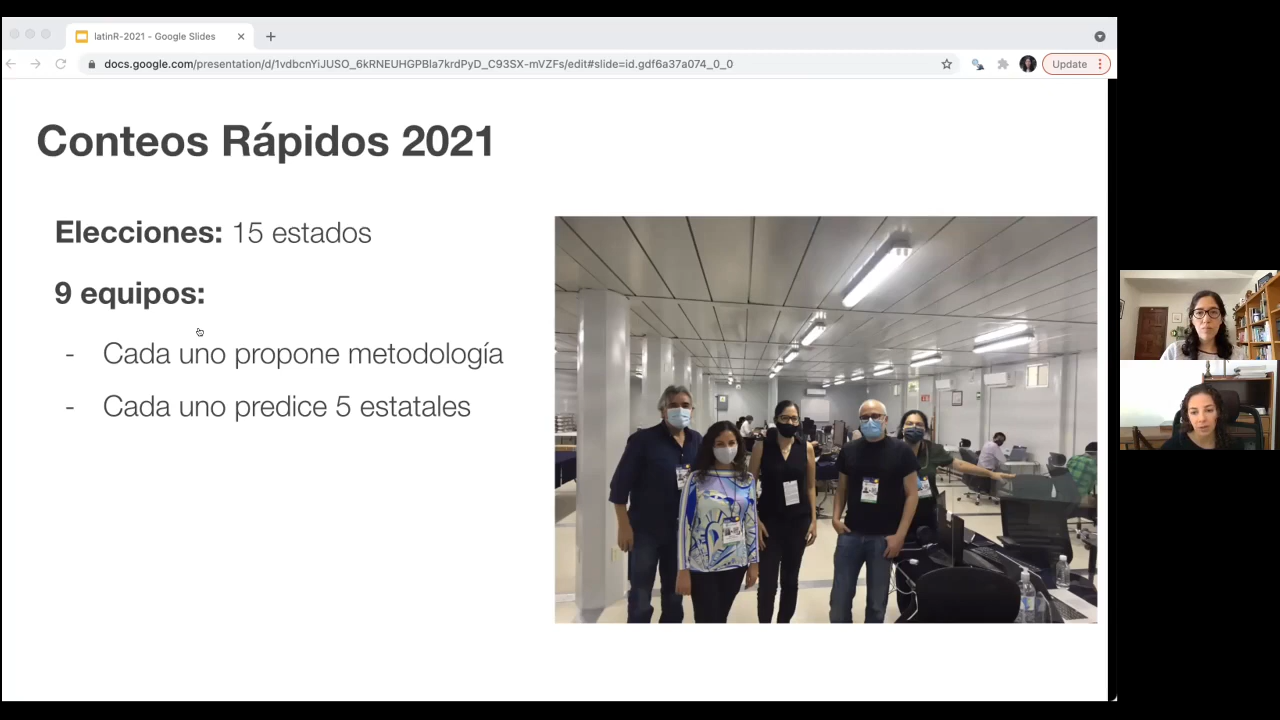 latinR-2021 - Google Slides
docs.google.com/presentation/d/1vdbcnYiJUSO_6kRNEUHGPBla7krdPyD_C93SX-mVZFs/edit#slide=id.gdf6a37a074_0_0
Update
Conteos Rápidos 2021
Elecciones: 15 estados
9 equipos:
- Cada uno propone metodología
- Cada uno predice 5 estatales